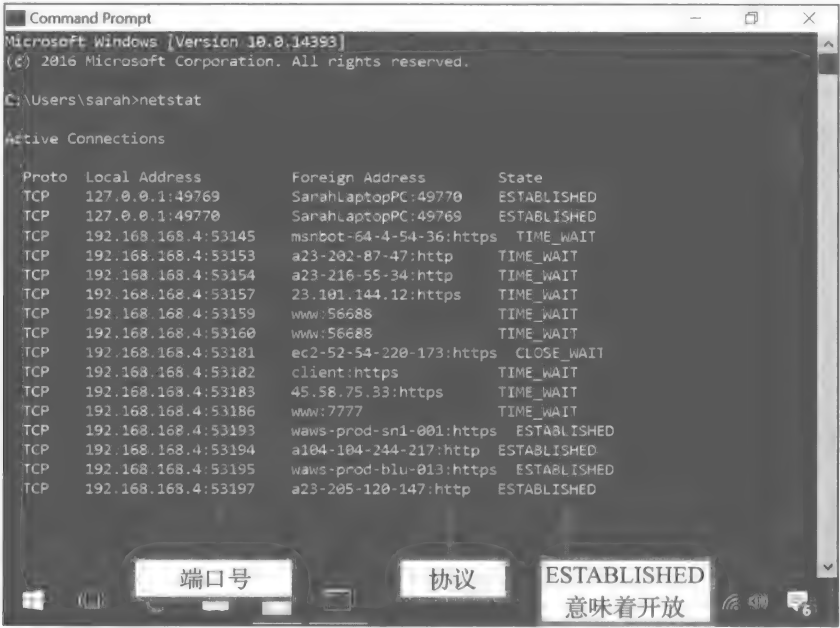 Command Prompt
Microsoft Windows [Version 10.0.14393]
(c) 2016 Microsoft Corporation. All rights reserved.
C:\Users\sarah>netstat
Active Connections
Proto Local Address Foreign Address State
TCP 127.0.0.1:49769 SarahLaptopPC:49770 ESTABLISHED
TCP 127.0.0.1:49770 SarahLaptopPC:49769 ESTABLISHED
TCP 192.168.168.4:53145 msnbot-64-4-54-36:https TIME_WAIT
TCP 192.168.168.4:53153 a23-202-87-47:http TIME_WAIT
TCP 192.168.168.4:53154 a23-216-55-34:http TIME_WAIT
TCP 192.168.168.4:53157 23.101.144.12:https TIME_WAIT
TCP 192.168.168.4:53159 www:56688 TIME_WAIT
TCP 192.168.168.4:53160 www:56688 TIME_WAIT
TCP 192.168.168.4:53181 ec2-52-54-220-173:https CLOSE_WAIT
TCP 192.168.168.4:53182 client:https TIME_WAIT
TCP 192.168.168.4:53183 45.58.75.33:https TIME_WAIT
TCP 192.168.168.4:53186 www:7777 TIME_WAIT
TCP 192.168.168.4:53193 waws-prod-sn1-001:https ESTABLISHED
TCP 192.168.168.4:53194 a104-104-244-217:http ESTABLISHED
TCP 192.168.168.4:53195 waws-prod-blu-013:https ESTABLISHED
TCP 192.168.168.4:53197 a23-205-120-147:http ESTABLISHED
端口号
协议
ESTABLISHED
意味着开放
6